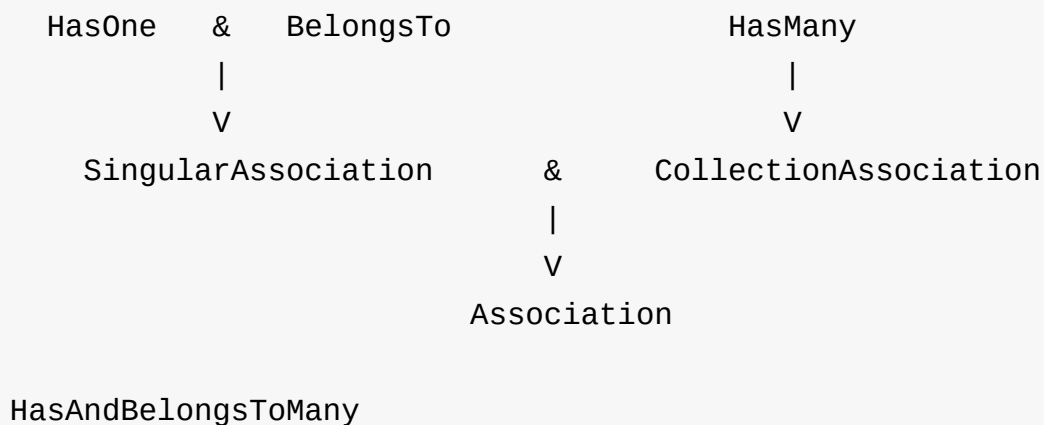 HasOne & BelongsTo HasMany
| |
V V
SingularAssociation & CollectionAssociation
|
V
Association
HasAndBelongsToMany